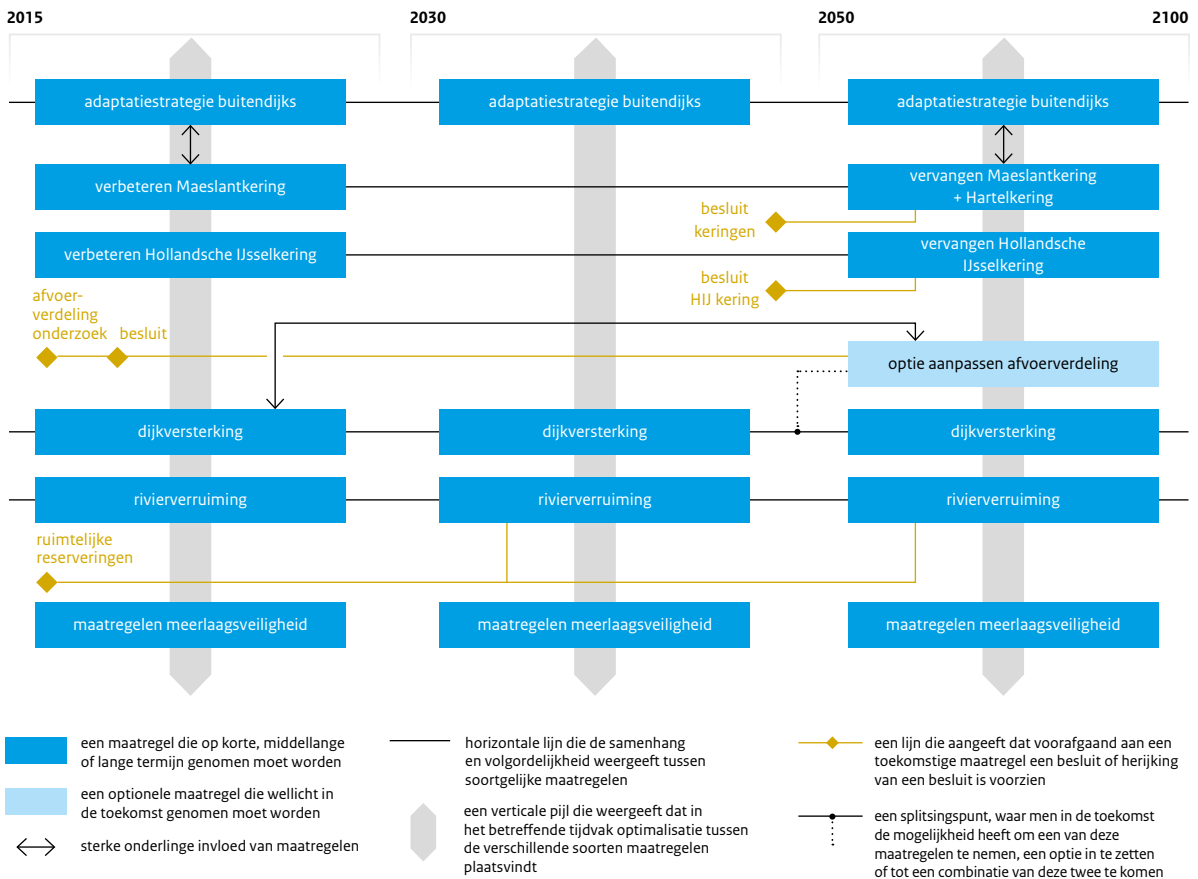 2015
2030
2050
2100
adaptatiestrategie buitendijks
adaptatiestrategie buitendijks
adaptatiestrategie buitendijks
verbeteren Maeslantkering
vervangen Maeslantkering
+ Hartelkering
besluit
keringen
verbeteren Hollandsche IJsselkering
vervangen Hollandsche
IJsselkering
besluit
HIJ kering
afvoer-
verdeling
onderzoek
besluit
optie aanpassen afvoerverdeling
dijkversterking
dijkversterking
dijkversterking
rivierverruiming
rivierverruiming
rivierverruiming
ruimtelijke
reserveringen
maatregelen meerlaagsveiligheid
maatregelen meerlaagsveiligheid
maatregelen meerlaagsveiligheid
een maatregel die op korte, middellange
of lange termijn genomen moet worden
een optionele maatregel die wellicht in
de toekomst genomen moet worden
sterke onderlinge invloed van maatregelen
horizontale lijn die de samenhang
en volgordelijkheid weergeeft tussen
soortgelijke maatregelen
een verticale pijl die weergeeft dat in
het betreffende tijdvak optimalisatie tussen
de verschillende soorten maatregelen
plaatsvindt
een lijn die aangeeft dat voorafgaand aan een
toekomstige maatregel een besluit of herijking
van een besluit is voorzien
een splitsingspunt, waar men in de toekomst
de mogelijkheid heeft om een van deze
maatregelen te nemen, een optie in te zetten
of tot een combinatie van deze twee te komen